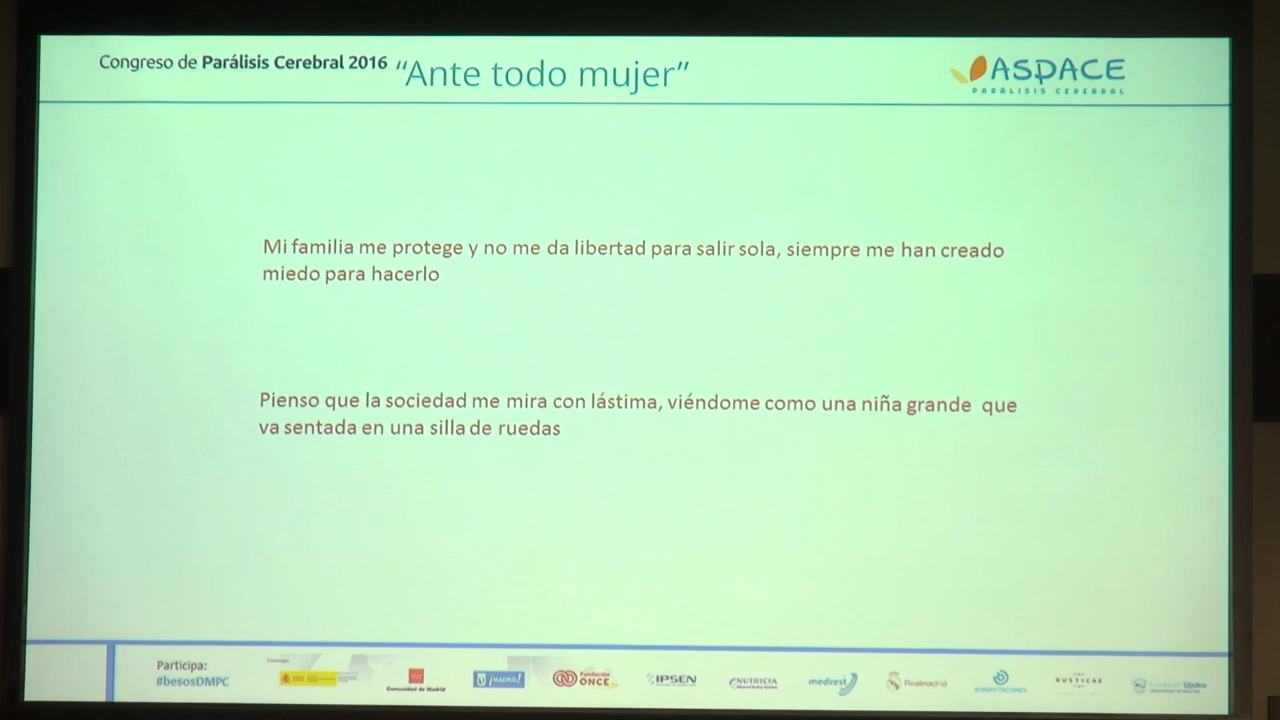 Congreso de Parálisis Cerebral 2016 “Ante todo mujer”
ASPACE
PARÁLISIS CEREBRAL
Mi familia me protege y no me da libertad para salir sola, siempre me han creado
miedo para hacerlo
Pienso que la sociedad me mira con lástima, viéndome como una niña grande que
va sentada en una silla de ruedas
Participa:
#besosDMPC
Comunidad de Madrid
¡MADRID!
Fundación
ONCE
IPSEN
NUTRICIA
medivest
Realmadrid
RUSTICAE